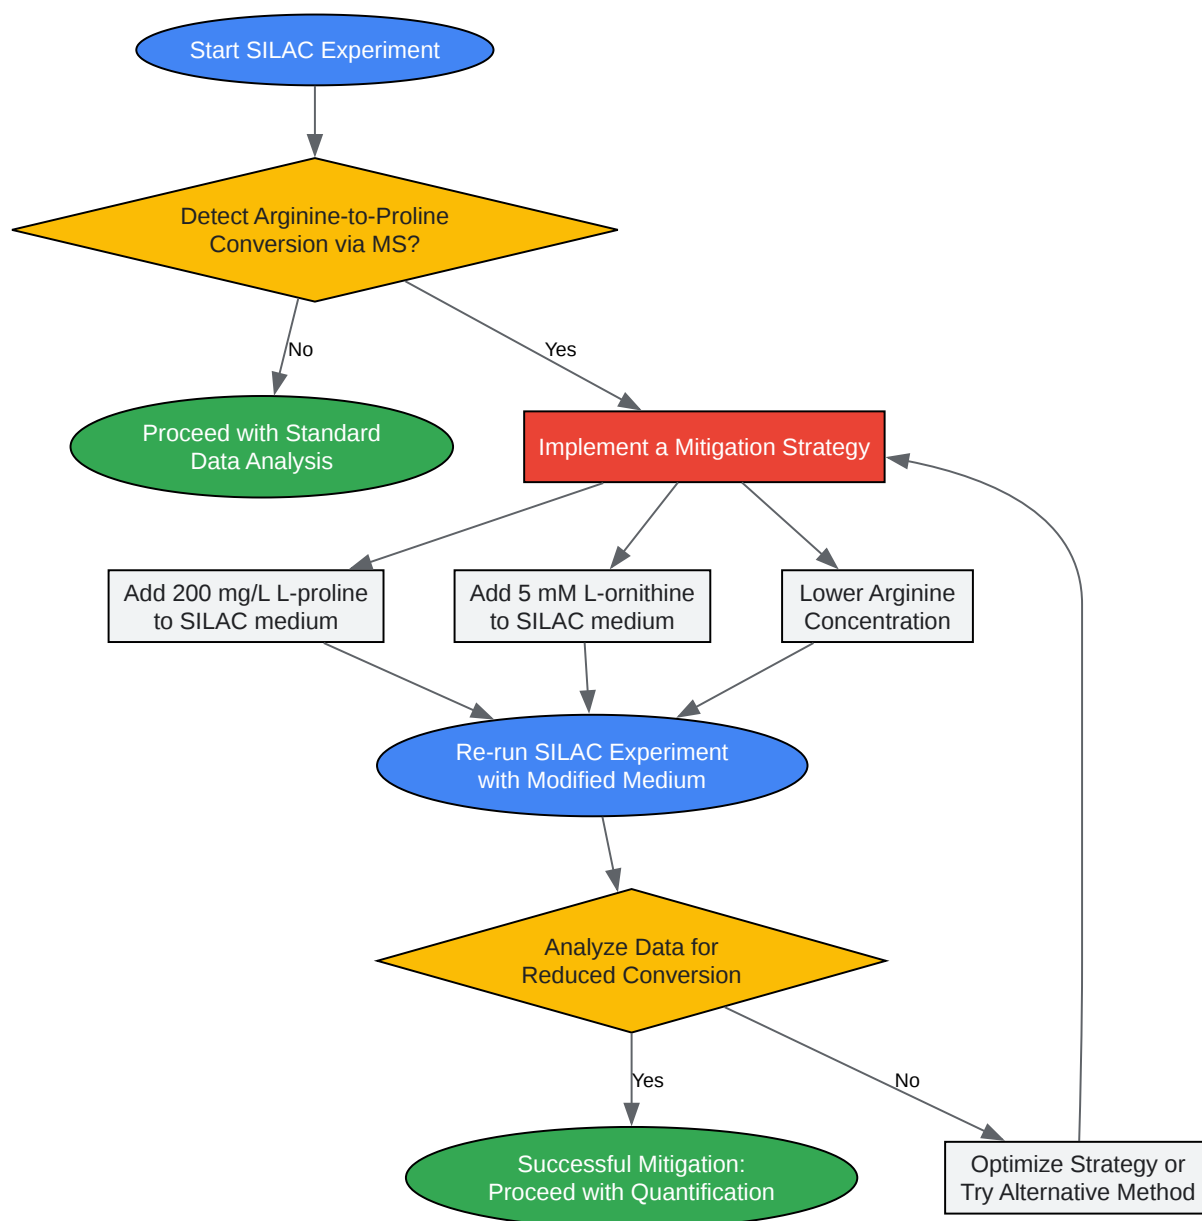 Start SILAC Experiment
Detect Arginine-to-Proline
Conversion via MS?
No
Yes
Proceed with Standard
Data Analysis
Implement a Mitigation Strategy
Add 200 mg/L L-proline
to SILAC medium
Add 5 mM L-ornithine
to SILAC medium
Lower Arginine
Concentration
Re-run SILAC Experiment
with Modified Medium
Analyze Data for
Reduced Conversion
Yes
No
Successful Mitigation:
Proceed with Quantification
Optimize Strategy or
Try Alternative Method